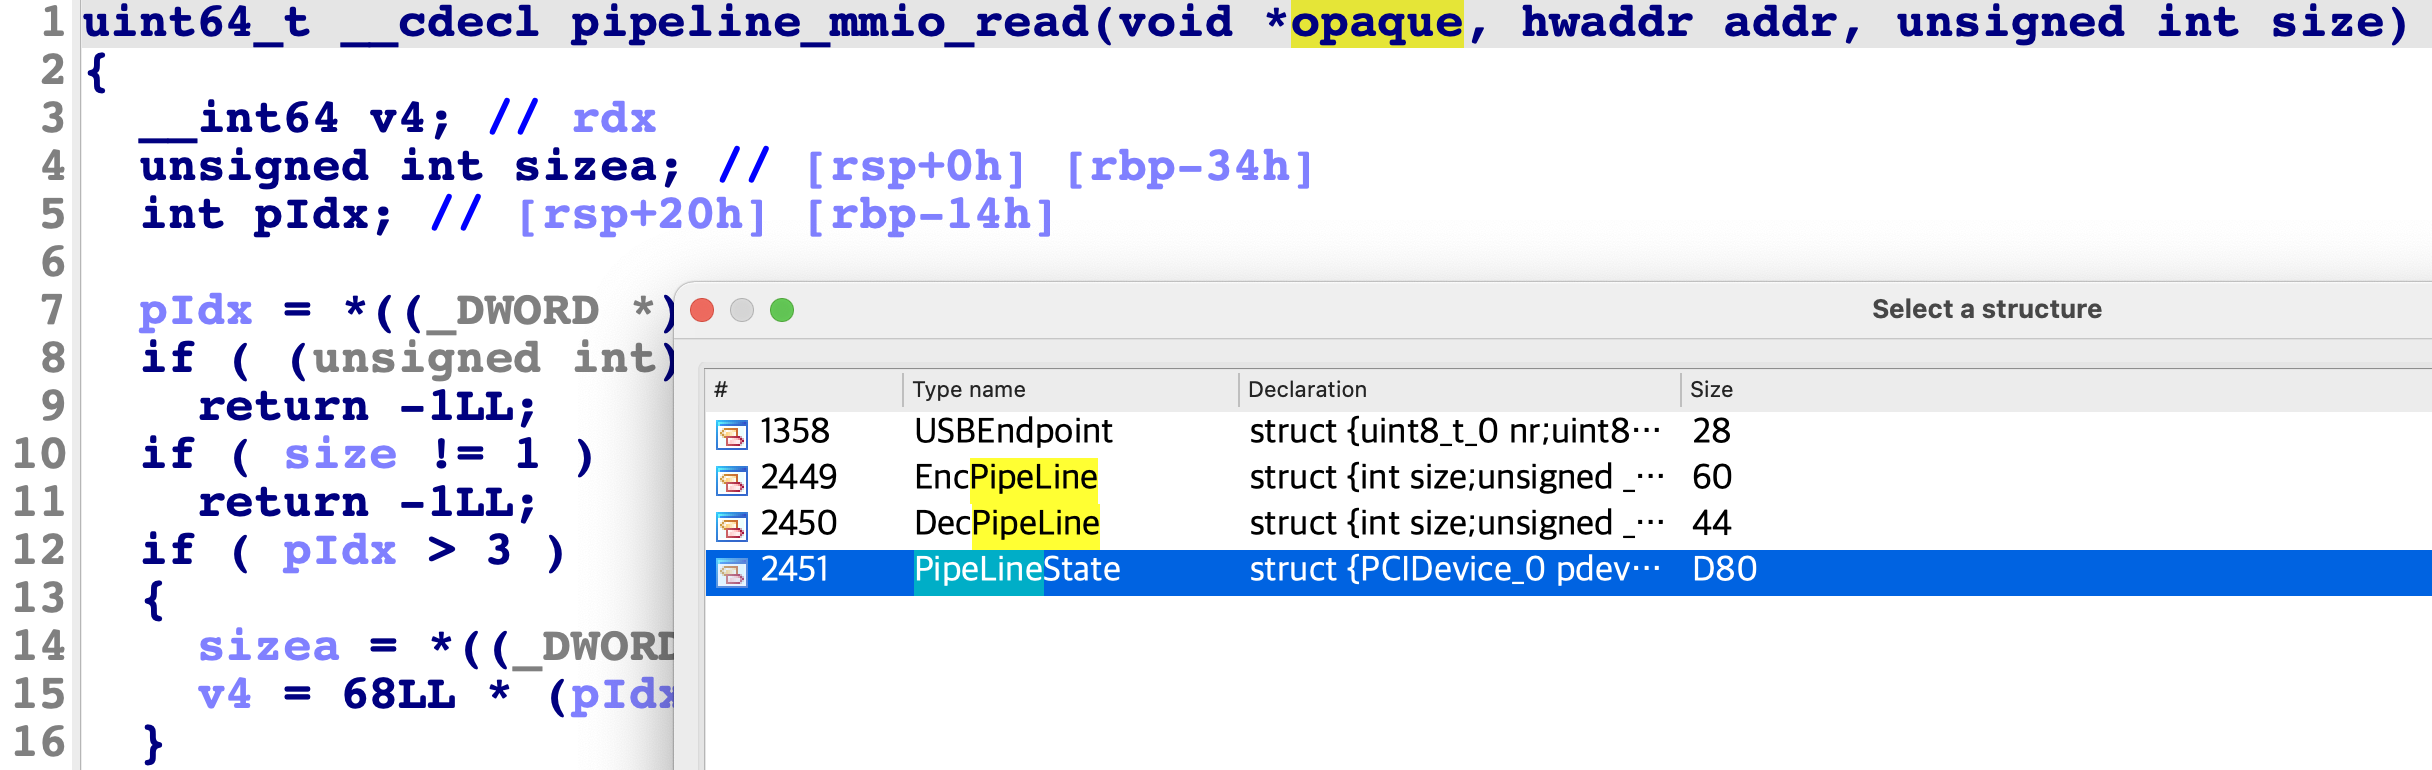 1 uint64_t __cdecl pipeline_mmio_read(void *opaque, hwaddr addr, unsigned int size)
2 {
3 __int64 v4; // rdx
4 unsigned int sizea; // [rsp+0h] [rbp-34h]
5 int pIdx; // [rsp+20h] [rbp-14h]
6
7 pIdx = *((_DWORD *)
8 if ( (unsigned int)
9 return -1LL;
10 if ( size != 1 )
11 return -1LL;
12 if ( pIdx > 3 )
13 {
14 sizea = *((_DWORD
15 v4 = 68LL * (pIdx
16 }
Select a structure
# Type name Declaration Size
1358 USBEndpoint struct {uint8_t_0 nr;uint8… 28
2449 EncPipeLine struct {int size;unsigned _… 60
2450 DecPipeLine struct {int size;unsigned _… 44
2451 PipeLineState struct {PCIDevice_0 pdev… D80